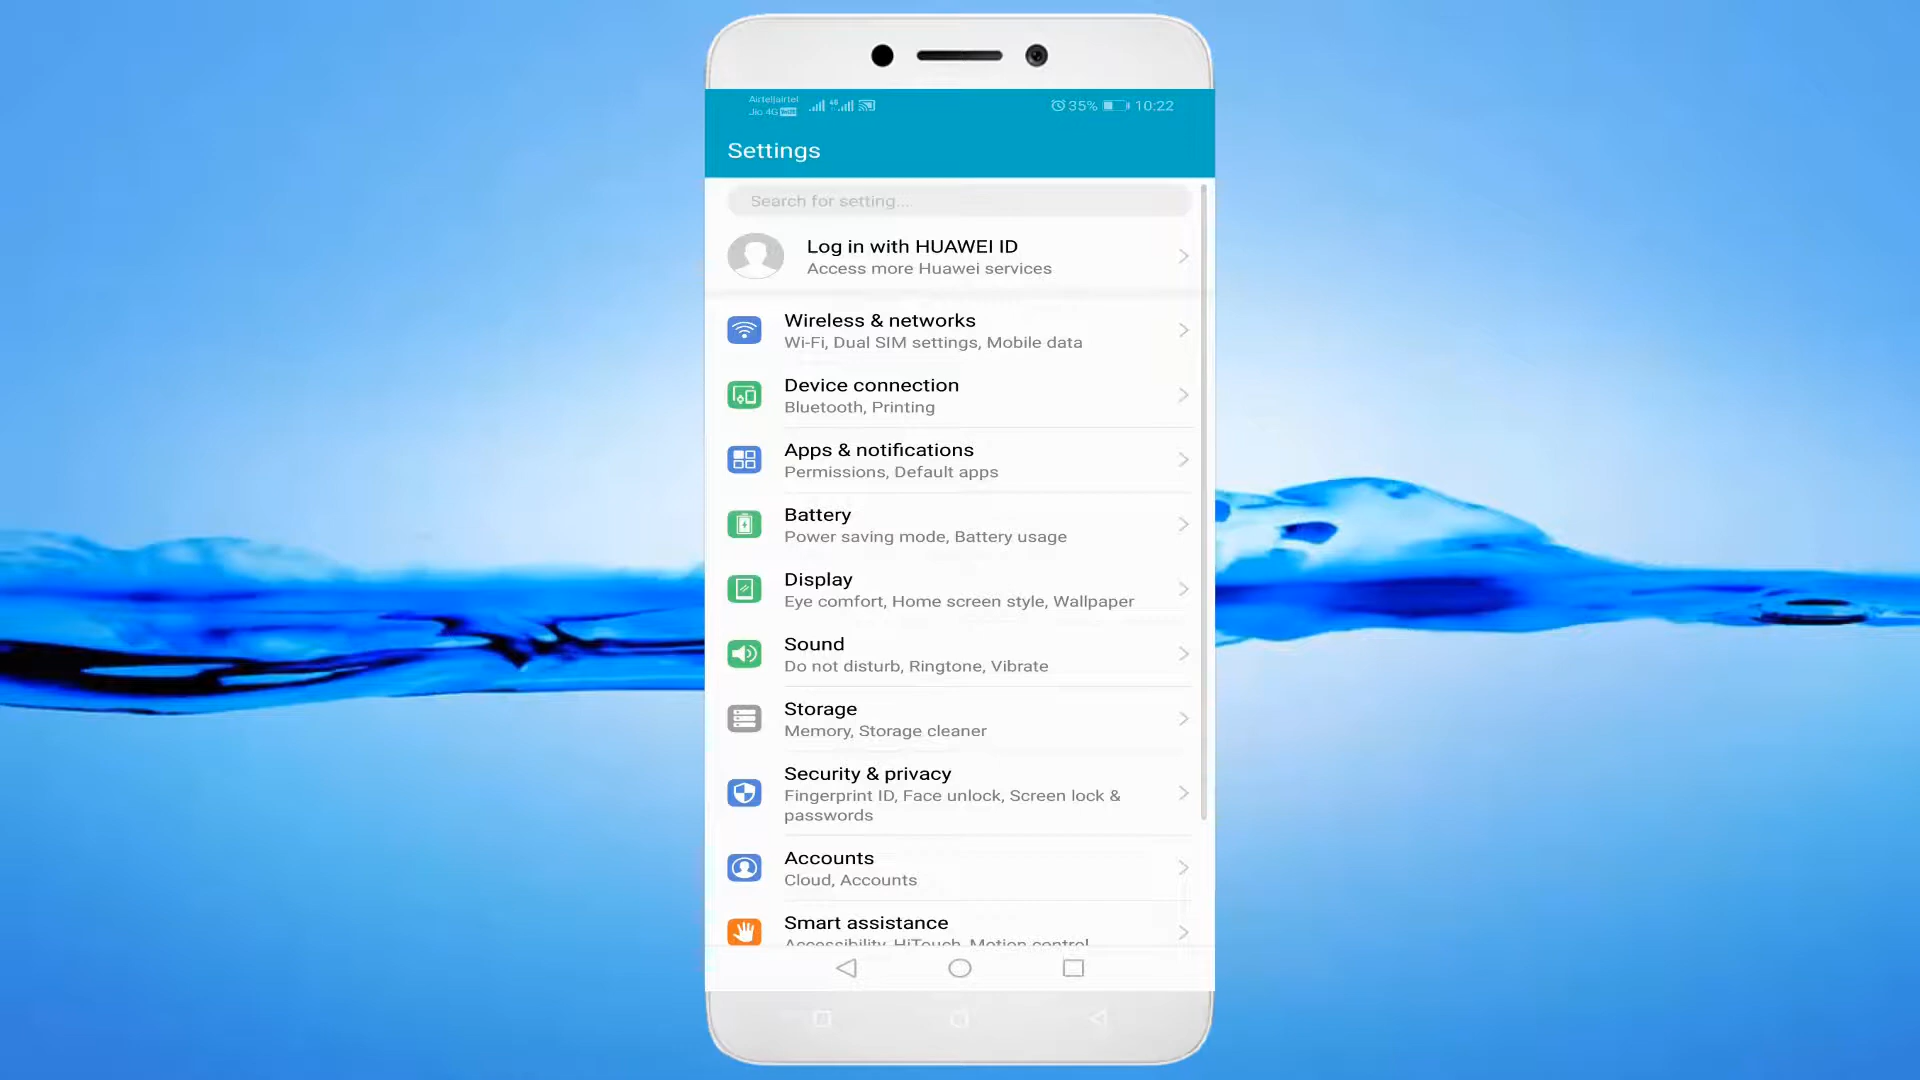 Airtel|airtel
Jio 4G
4G
35% 10:22
Settings
Search for setting....
Log in with HUAWEI ID
Access more Huawei services
Wireless & networks
Wi-Fi, Dual SIM settings, Mobile data
Device connection
Bluetooth, Printing
Apps & notifications
Permissions, Default apps
Battery
Power saving mode, Battery usage
Display
Eye comfort, Home screen style, Wallpaper
Sound
Do not disturb, Ringtone, Vibrate
Storage
Memory, Storage cleaner
Security & privacy
Fingerprint ID, Face unlock, Screen lock &
passwords
Accounts
Cloud, Accounts
Smart assistance
Accessibility, HiTouch, Motion control